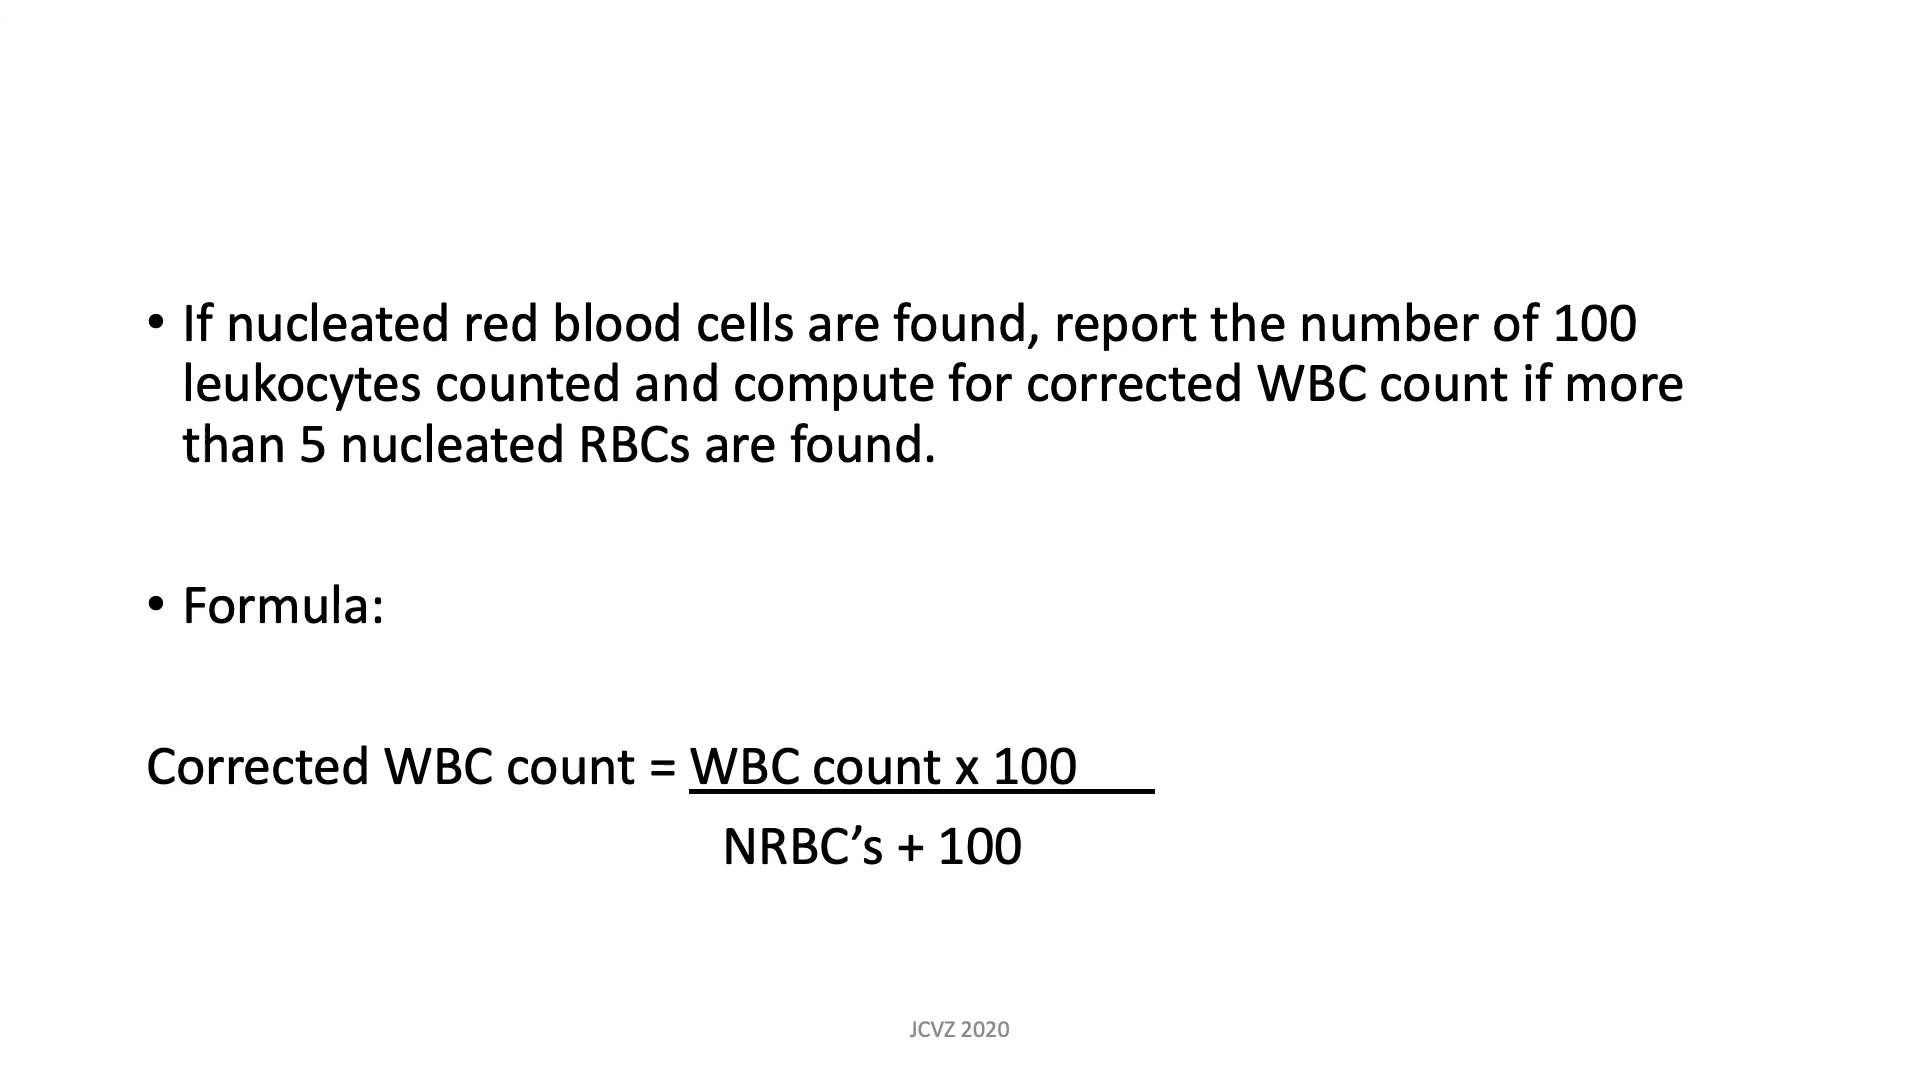 • If nucleated red blood cells are found, report the number of 100
leukocytes counted and compute for corrected WBC count if more
than 5 nucleated RBCs are found.
• Formula:
Corrected WBC count = WBC count x 100
NRBC’s + 100
JCVZ 2020